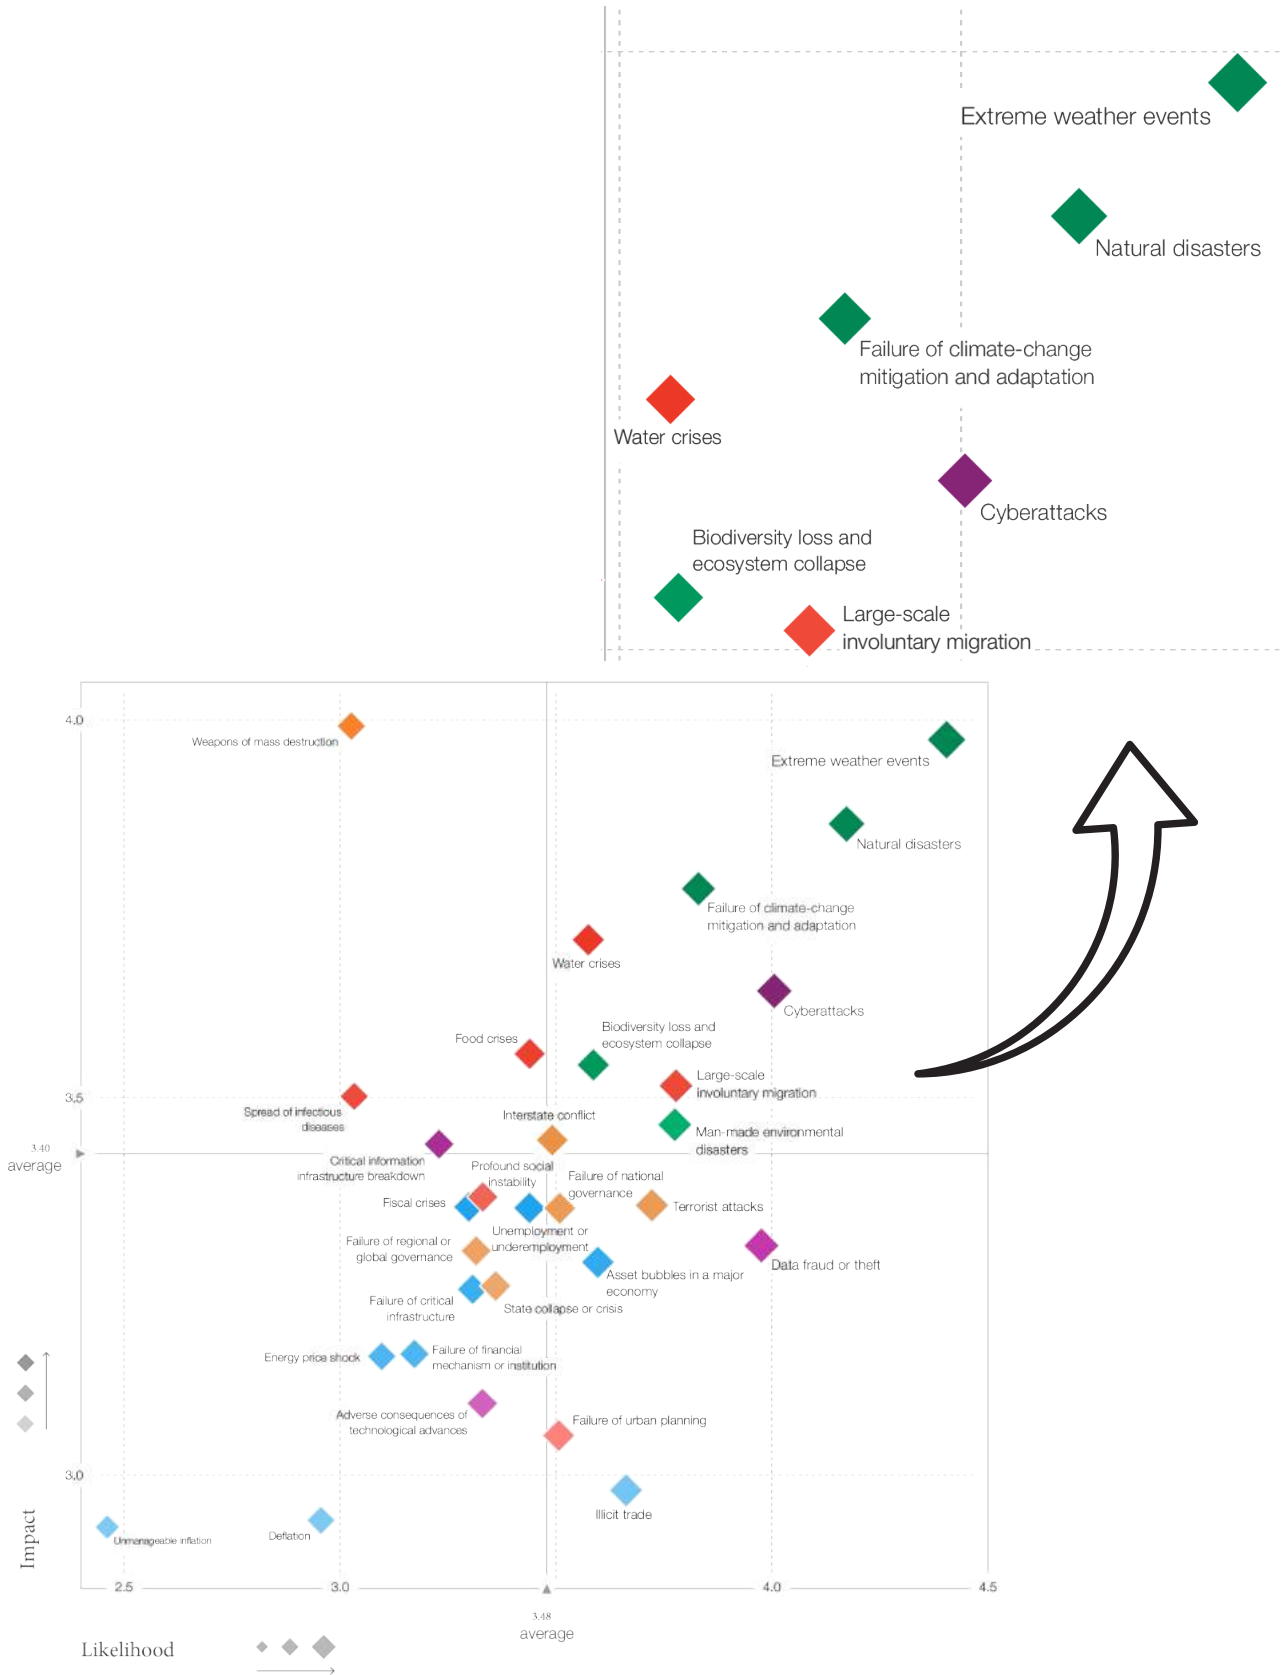 Extreme weather events
Natural disasters
Failure of climate-change
mitigation and adaptation
Water crises
Cyberattacks
Biodiversity loss and
ecosystem collapse
Large-scale
involuntary migration
4.0
Weapons of mass destruction
Extreme weather events
Natural disasters
Failure of climate-change
mitigation and adaptation
Water crises
Cyberattacks
Food crises
Biodiversity loss and
ecosystem collapse
Large-scale
involuntary migration
3.5
Spread of infectious
diseases
Interstate conflict
Man-made environmental
disasters
3.40
average
Critical information
infrastructure breakdown
Profound social
instability
Failure of national
governance
Fiscal crises
Terrorist attacks
Unemployment or
underemployment
Failure of regional or
global governance
Data fraud or theft
Asset bubbles in a major
economy
Failure of critical
infrastructure
State collapse or crisis
Energy price shock
Failure of financial
mechanism or institution
Adverse consequences of
technological advances
Failure of urban planning
3.0
Illicit trade
Impact
Unmanageable inflation
Deflation
2.5
3.0
4.0
4.5
3.48
average
Likelihood